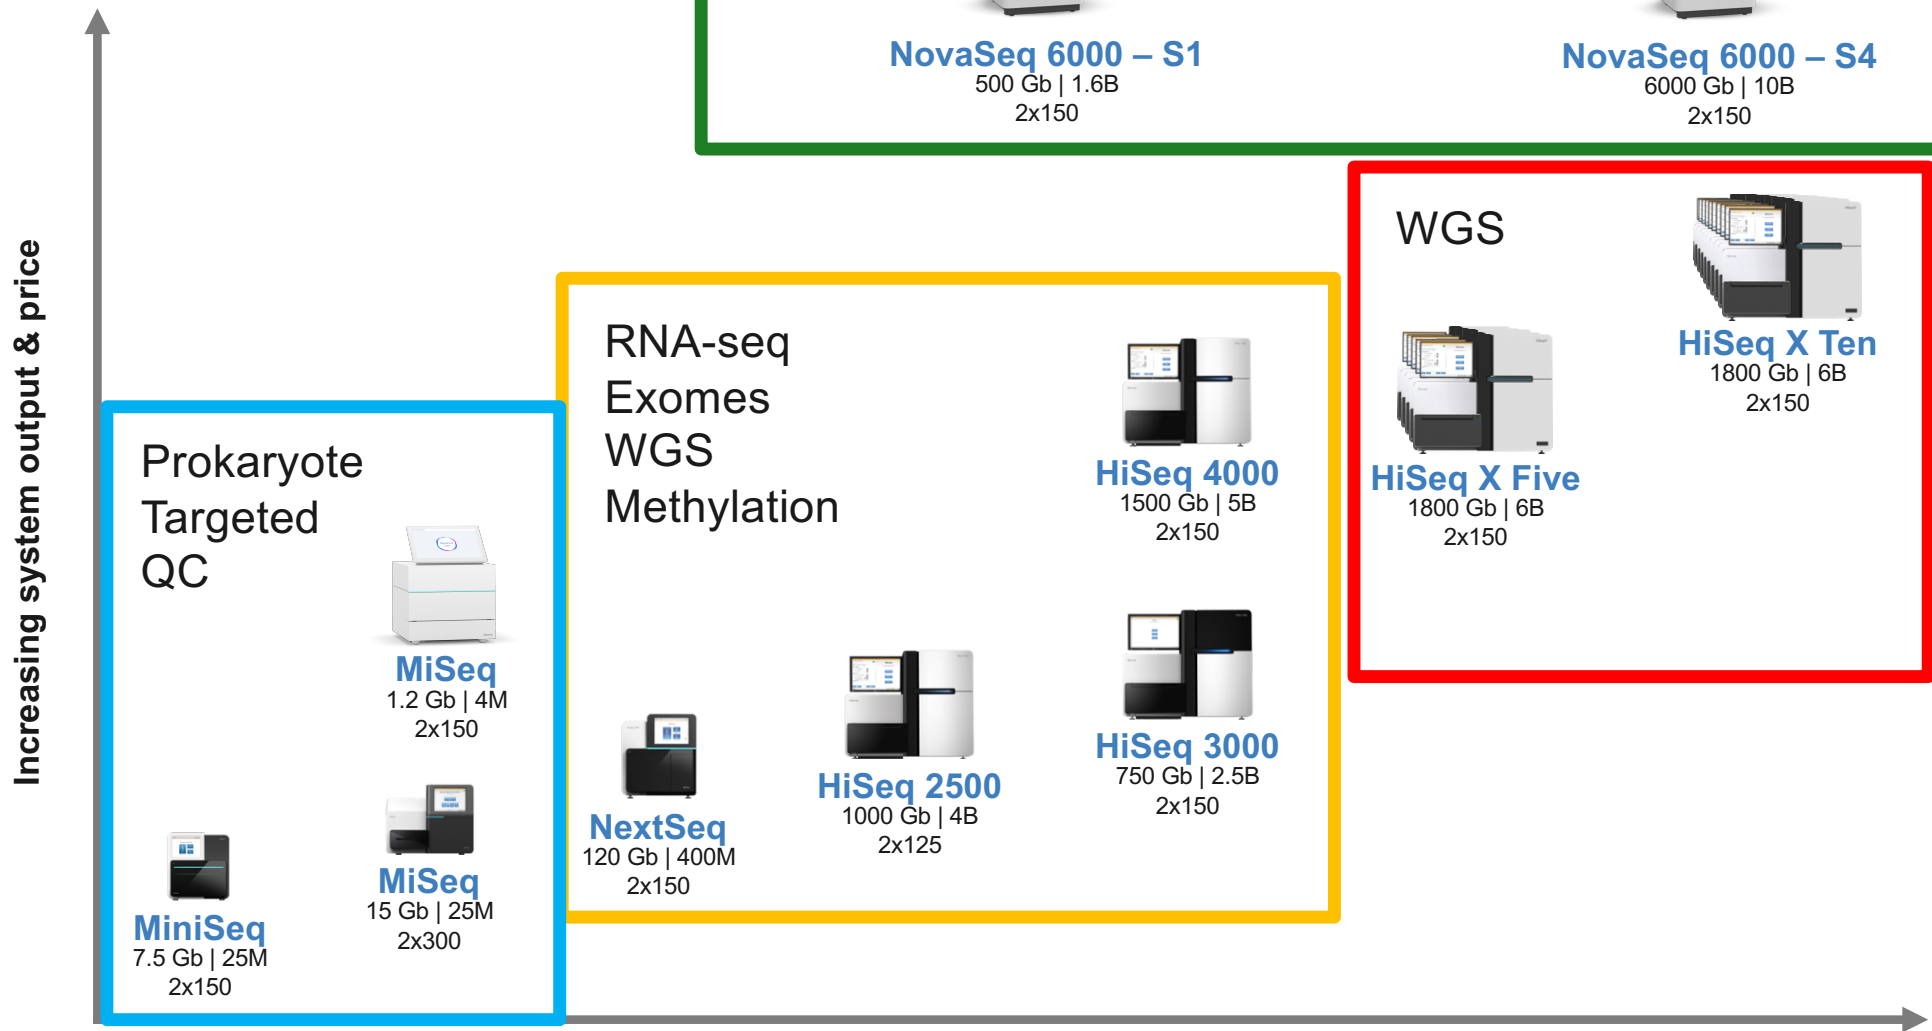 NovaSeq 6000 – S1
500 Gb | 1.6B
2x150
NovaSeq 6000 – S4
6000 Gb | 10B
2x150
Increasing system output & price
WGS
HiSeq X Ten
1800 Gb | 6B
2x150
HiSeq X Five
1800 Gb | 6B
2x150
RNA-seq
Exomes
WGS
Methylation
HiSeq 4000
1500 Gb | 5B
2x150
HiSeq 3000
750 Gb | 2.5B
2x150
HiSeq 2500
1000 Gb | 4B
2x125
NextSeq
120 Gb | 400M
2x150
Prokaryote
Targeted
QC
MiSeq
1.2 Gb | 4M
2x150
MiSeq
15 Gb | 25M
2x300
MiniSeq
7.5 Gb | 25M
2x150